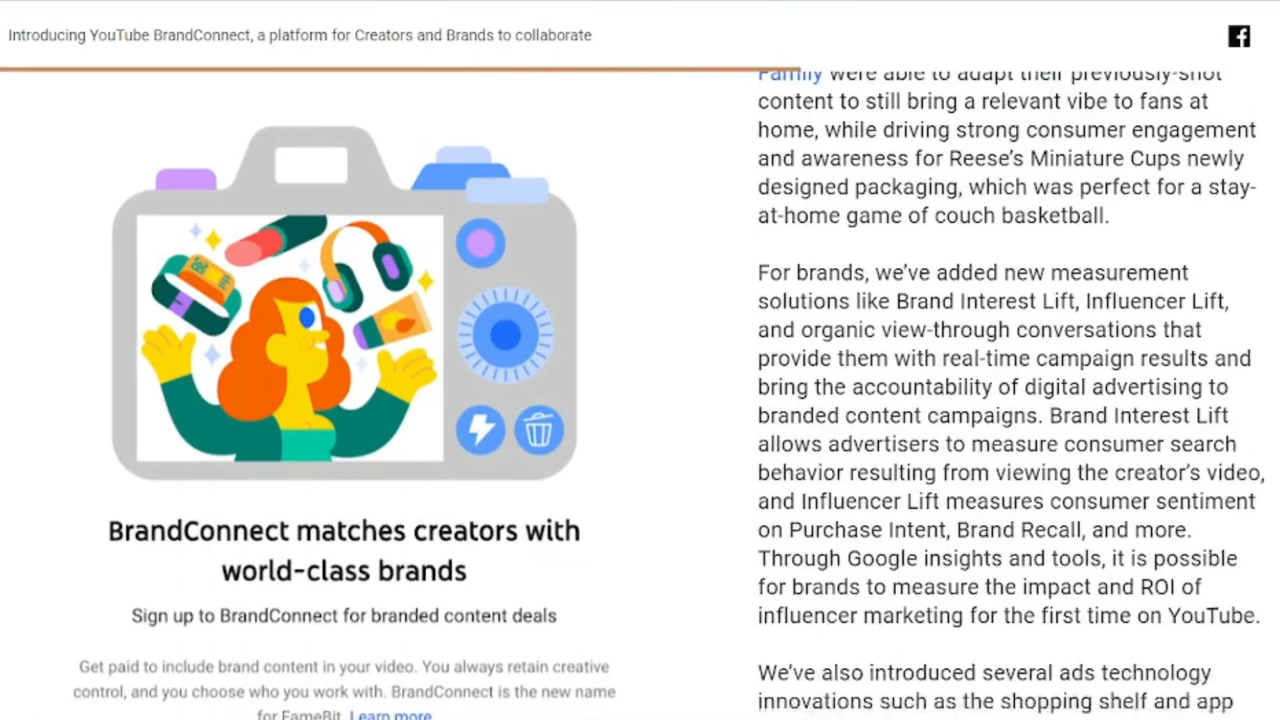 Introducing YouTube BrandConnect, a platform for Creators and Brands to collaborate
BrandConnect matches creators with
world-class brands
Sign up to BrandConnect for branded content deals
Get paid to include brand content in your video. You always retain creative
control, and you choose who you work with. BrandConnect is the new name
for FameBit. Learn more
Family were able to adapt their previously-shot
content to still bring a relevant vibe to fans at
home, while driving strong consumer engagement
and awareness for Reese’s Miniature Cups newly
designed packaging, which was perfect for a stay-
at-home game of couch basketball.
For brands, we’ve added new measurement
solutions like Brand Interest Lift, Influencer Lift,
and organic view-through conversations that
provide them with real-time campaign results and
bring the accountability of digital advertising to
branded content campaigns. Brand Interest Lift
allows advertisers to measure consumer search
behavior resulting from viewing the creator’s video,
and Influencer Lift measures consumer sentiment
on Purchase Intent, Brand Recall, and more.
Through Google insights and tools, it is possible
for brands to measure the impact and ROI of
influencer marketing for the first time on YouTube.
We’ve also introduced several ads technology
innovations such as the shopping shelf and app